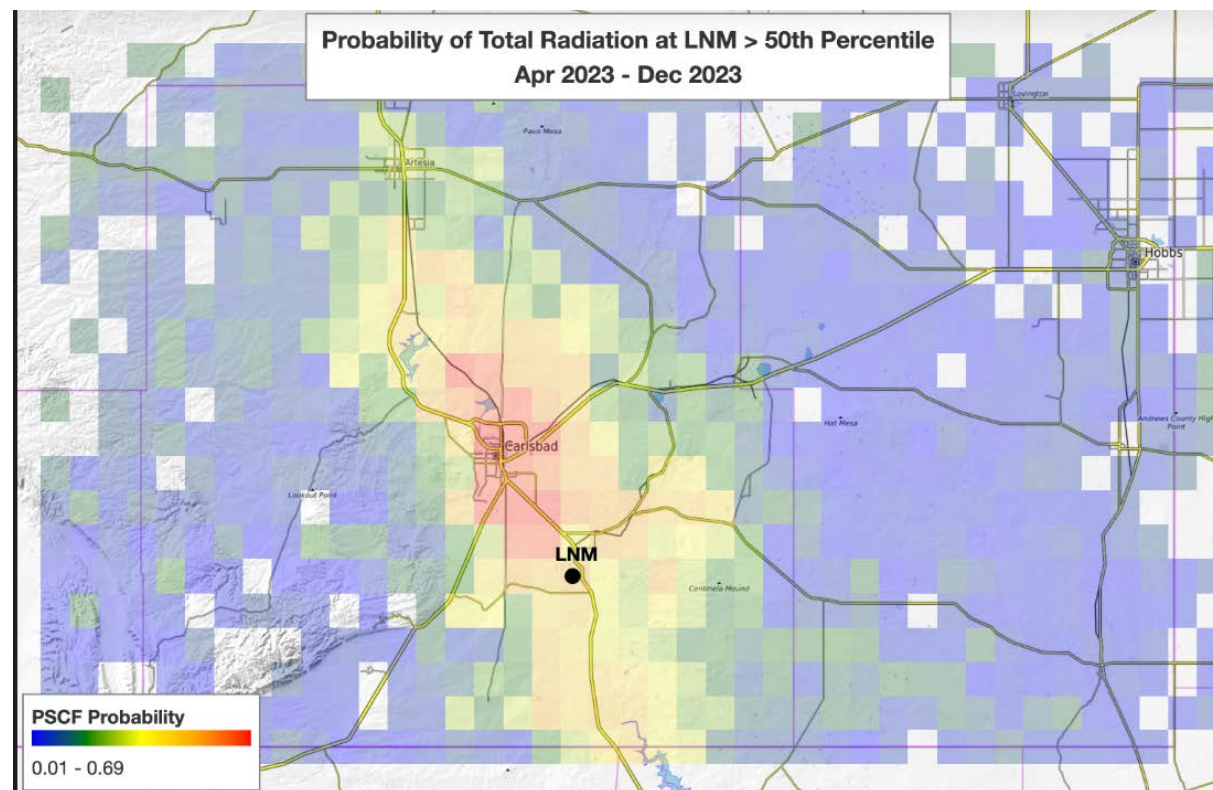 Probability of Total Radiation at LNM > 50th Percentile
Apr 2023 - Dec 2023
Lovington
Pavo Mesa
Artesia
Hobbs
Hat Mesa
Andrews County High
Point
Carlsbad
Lookout Point
LNM
Centinela Mound
PSCF Probability
0.01 - 0.69